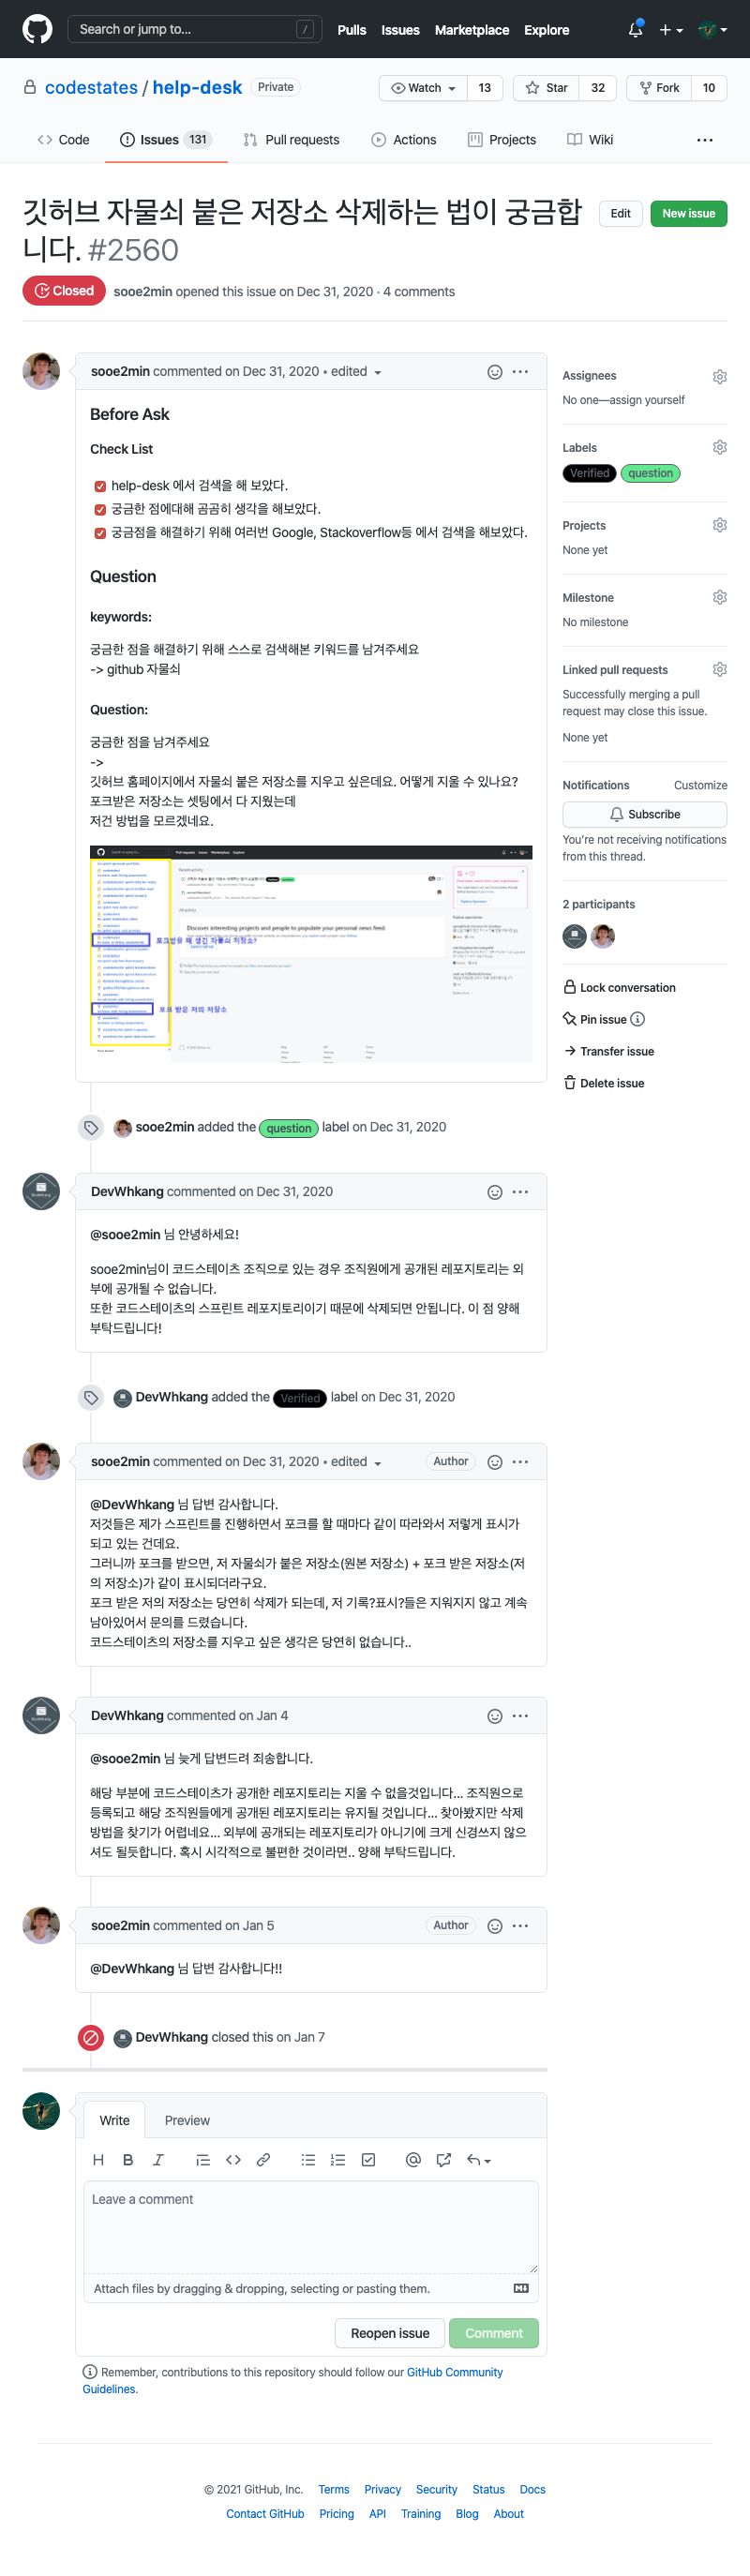 Search or jump to...
/
Pulls Issues Marketplace Explore
codestates / help-desk Private
Watch 13 Star 32 Fork 10
Code Issues 131 Pull requests Actions Projects Wiki
깃허브 자물쇠 붙은 저장소 삭제하는 법이 궁금합
니다. #2560
Edit New issue
Closed sooe2min opened this issue on Dec 31, 2020 · 4 comments
sooe2min commented on Dec 31, 2020 • edited
Before Ask
Check List
help-desk 에서 검색을 해 보았다.
궁금한 점에대해 곰곰히 생각을 해보았다.
궁금점을 해결하기 위해 여러번 Google, Stackoverflow등 에서 검색을 해보았다.
Question
keywords:
궁금한 점을 해결하기 위해 스스로 검색해본 키워드를 남겨주세요
-> github 자물쇠
Question:
궁금한 점을 남겨주세요
->
깃허브 홈페이지에서 자물쇠 붙은 저장소를 지우고 싶은데요. 어떻게 지울 수 있나요?
포크받은 저장소는 셋팅에서 다 지웠는데
저건 방법을 모르겠네요.
Discover interesting projects and people to populate your personal news feed.
포크받을 때 생긴 자물쇠 저장소?
포크 받은 저의 저장소
Assignees
No one—assign yourself
Labels
Verified question
Projects
None yet
Milestone
No milestone
Linked pull requests
Successfully merging a pull
request may close this issue.
None yet
Notifications Customize
Subscribe
You're not receiving notifications
from this thread.
2 participants
Lock conversation
Pin issue
Transfer issue
Delete issue
sooe2min added the question label on Dec 31, 2020
DevWhkang commented on Dec 31, 2020
@sooe2min 님 안녕하세요!
sooe2min님이 코드스테이츠 조직으로 있는 경우 조직원에게 공개된 레포지토리는 외
부에 공개될 수 없습니다.
또한 코드스테이츠의 스프린트 레포지토리이기 때문에 삭제되면 안됩니다. 이 점 양해
부탁드립니다!
DevWhkang added the Verified label on Dec 31, 2020
sooe2min commented on Dec 31, 2020 • edited
Author
@DevWhkang 님 답변 감사합니다.
저것들은 제가 스프린트를 진행하면서 포크를 할 때마다 같이 따라와서 저렇게 표시가
되고 있는 건데요.
그러니까 포크를 받으면, 저 자물쇠가 붙은 저장소(원본 저장소) + 포크 받은 저장소(저
의 저장소)가 같이 표시되더라구요.
포크 받은 저의 저장소는 당연히 삭제가 되는데, 저 기록?표시?들은 지워지지 않고 계속
남아있어서 문의를 드렸습니다.
코드스테이츠의 저장소를 지우고 싶은 생각은 당연히 없습니다..
DevWhkang commented on Jan 4
@sooe2min 님 늦게 답변드려 죄송합니다.
해당 부분에 코드스테이츠가 공개한 레포지토리는 지울 수 없을것입니다... 조직원으로
등록되고 해당 조직원들에게 공개된 레포지토리는 유지될 것입니다... 찾아봤지만 삭제
방법을 찾기가 어렵네요... 외부에 공개되는 레포지토리가 아니기에 크게 신경쓰지 않으
셔도 될듯합니다. 혹시 시각적으로 불편한 것이라면.. 양해 부탁드립니다.
sooe2min commented on Jan 5
Author
@DevWhkang 님 답변 감사합니다!!
DevWhkang closed this on Jan 7
Write Preview
Leave a comment
Attach files by dragging & dropping, selecting or pasting them.
Reopen issue Comment
Remember, contributions to this repository should follow our GitHub Community
Guidelines.
© 2021 GitHub, Inc. Terms Privacy Security Status Docs
Contact GitHub Pricing API Training Blog About